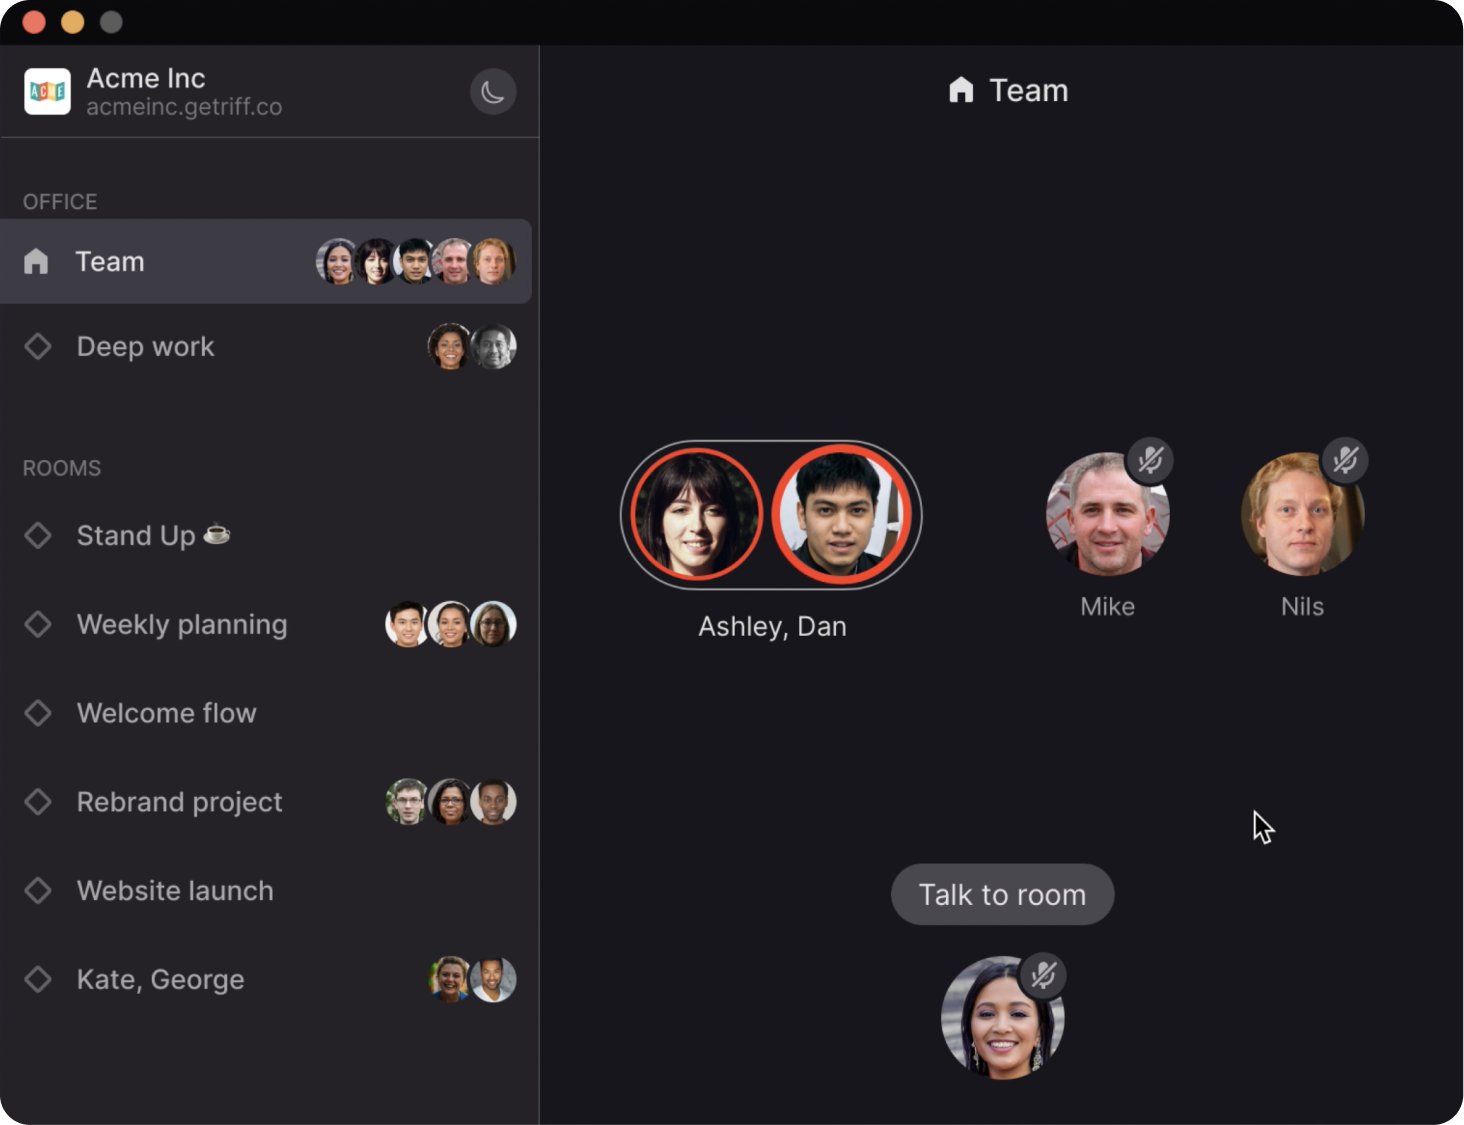 ACME
Acme Inc
acmeinc.getriff.co
Team
OFFICE
Team
Deep work
ROOMS
Stand Up ☕
Weekly planning
Welcome flow
Rebrand project
Website launch
Kate, George
Ashley, Dan
Mike
Nils
Talk to room